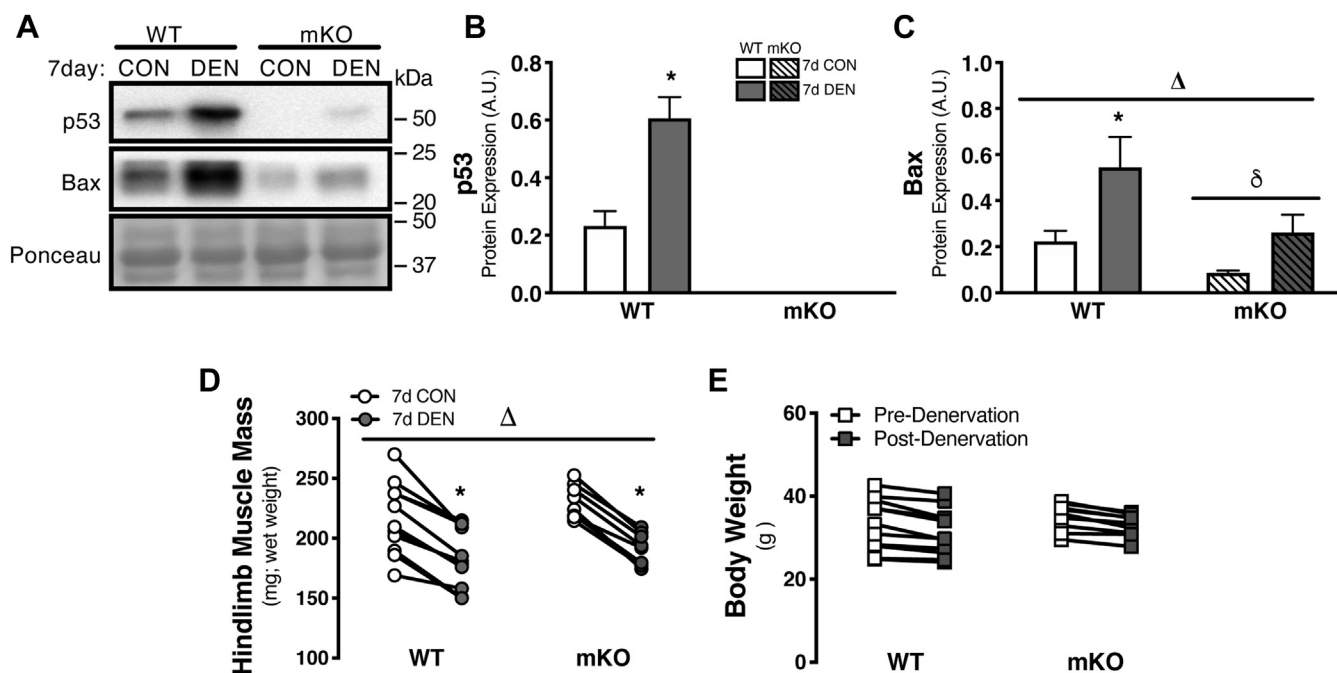 A
WT mKO
7day: CON DEN CON DEN kDa
p53
– 50
– 25
Bax
– 20
– 50
Ponceau
– 37
B
p53
Protein Expression (A.U.)
0.8
0.6
0.4
0.2
0.0
*
WT mKO
7d CON
7d DEN
WT mKO
C
Bax
Protein Expression (A.U.)
1.0
0.8
0.6
0.4
0.2
0.0
Δ
*
δ
WT mKO
D
Hindlimb Muscle Mass
(mg; wet weight)
7d CON
7d DEN
300
250
200
150
100
Δ
* *
WT mKO
E
Body Weight
(g )
60
40
20
0
Pre-Denervation
Post-Denervation
WT mKO